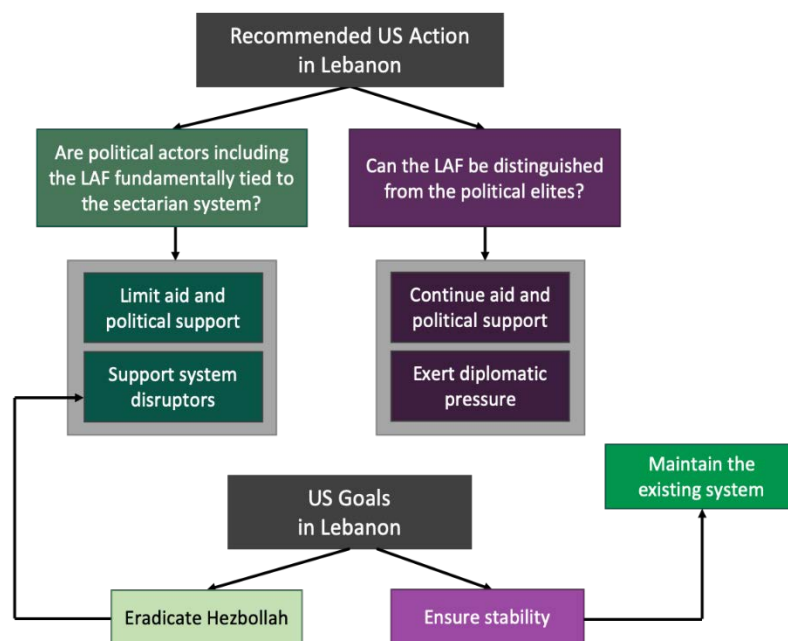 Recommended US Action
in Lebanon
Are political actors including
the LAF fundamentally tied to
the sectarian system?
Can the LAF be distinguished
from the political elites?
Limit aid and
political support
Support system
disruptors
Continue aid and
political support
Exert diplomatic
pressure
Maintain the
existing system
US Goals
in Lebanon
Eradicate Hezbollah
Ensure stability